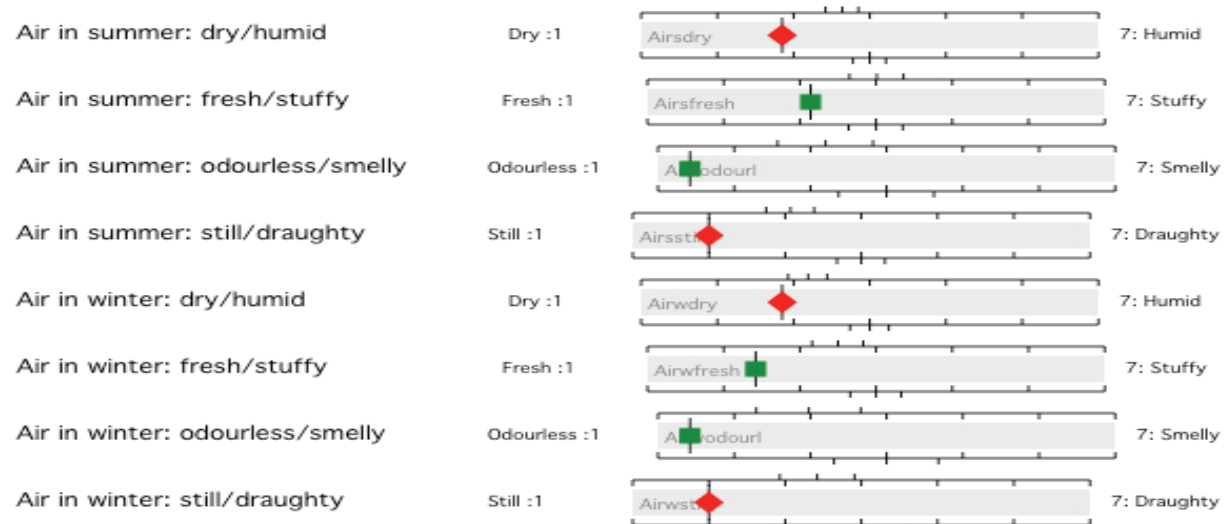 Air in summer: dry/humid Dry :1 Airsdry 7: Humid
Air in summer: fresh/stuffy Fresh :1 Airsfresh 7: Stuffy
Air in summer: odourless/smelly Odourless :1 7: Smelly
Air in summer: still/draughty Still :1 7: Draughty
Air in winter: dry/humid Dry :1 Airwdry 7: Humid
Air in winter: fresh/stuffy Fresh :1 Airwfresh 7: Stuffy
Air in winter: odourless/smelly Odourless :1 7: Smelly
Air in winter: still/draughty Still :1 7: Draughty